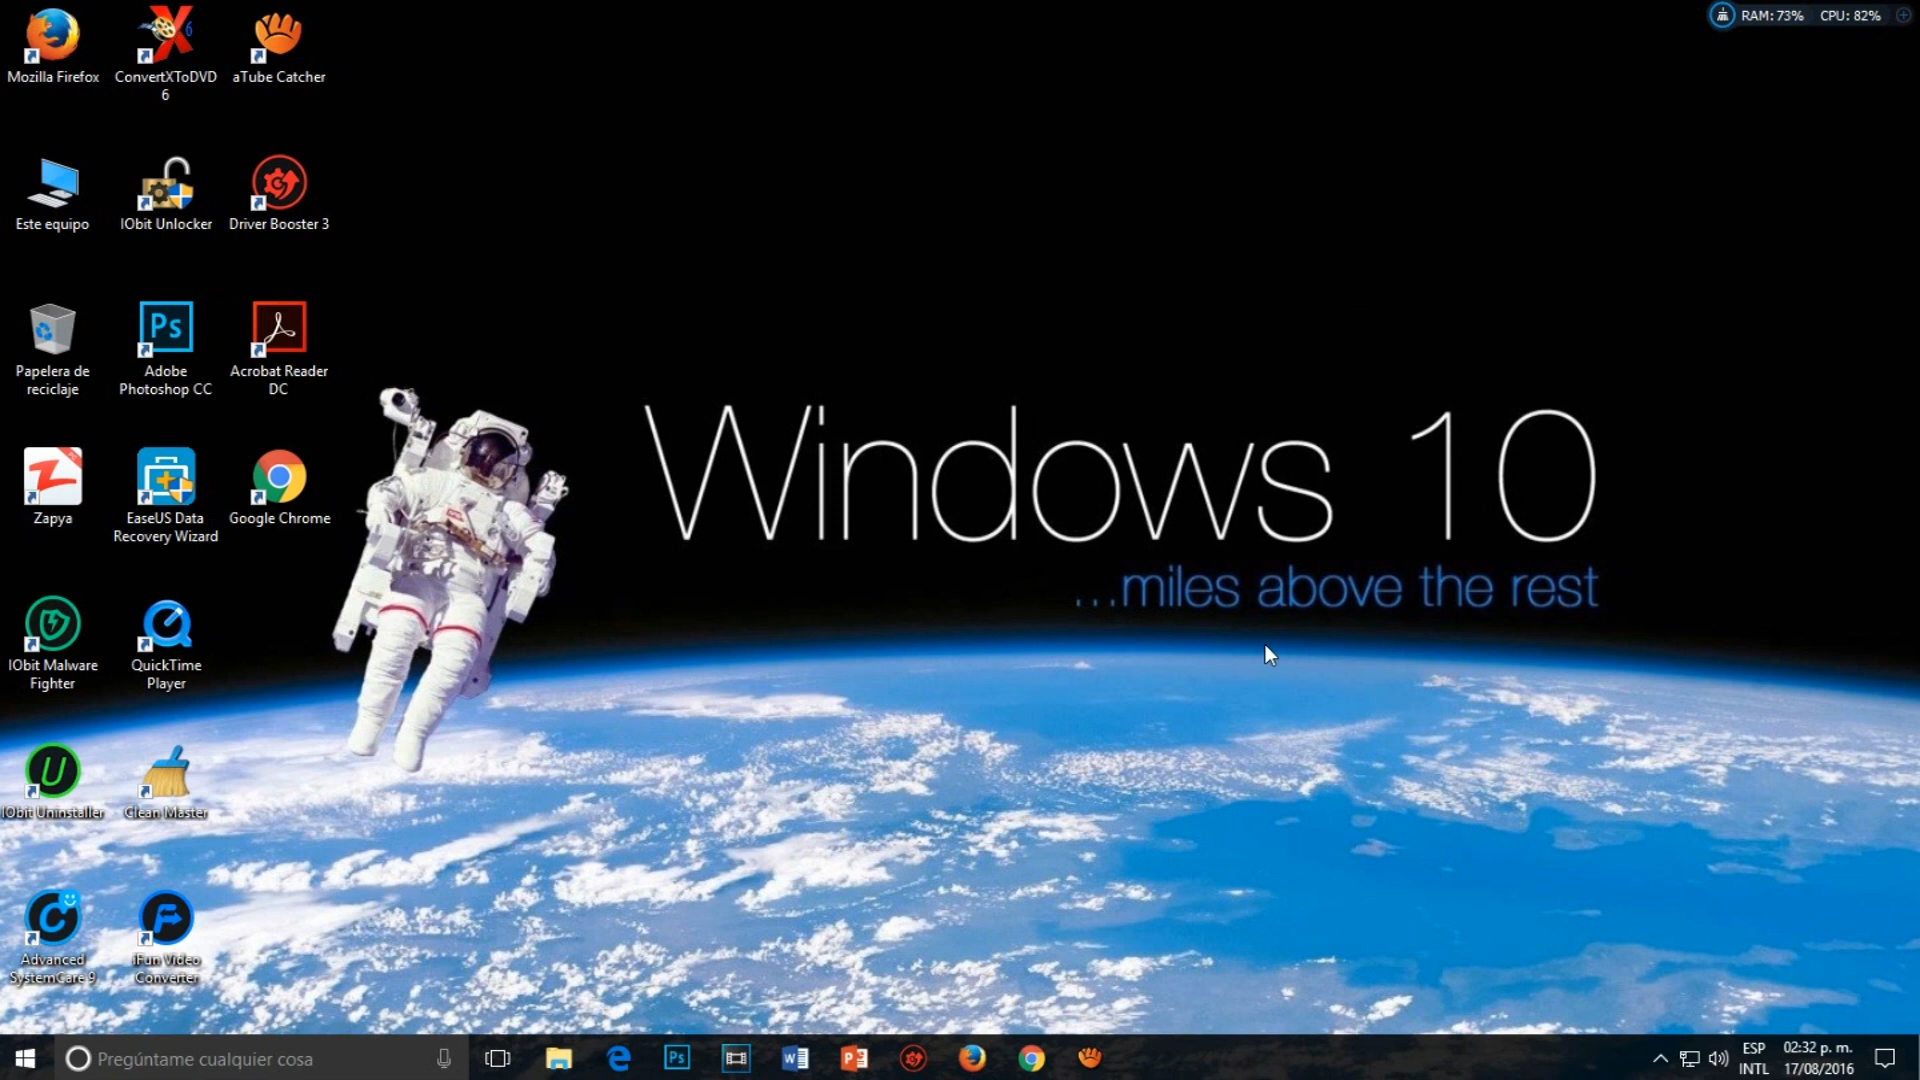 RAM: 73% CPU: 82%
Mozilla Firefox
ConvertXToDVD
6
aTube Catcher
Este equipo
IObit Unlocker
Driver Booster 3
Papelera de
reciclaje
Ps
Adobe
Photoshop CC
Acrobat Reader
DC
Zapya
EaseUS Data
Recovery Wizard
Google Chrome
IObit Malware
Fighter
QuickTime
Player
IObit Uninstaller
Clean Master
Advanced
SystemCare 9
iFun Video
Converter
Windows 10
...miles above the rest
Pregúntame cualquier cosa
Ps
ESP
INTL
02:32 p. m.
17/08/2016